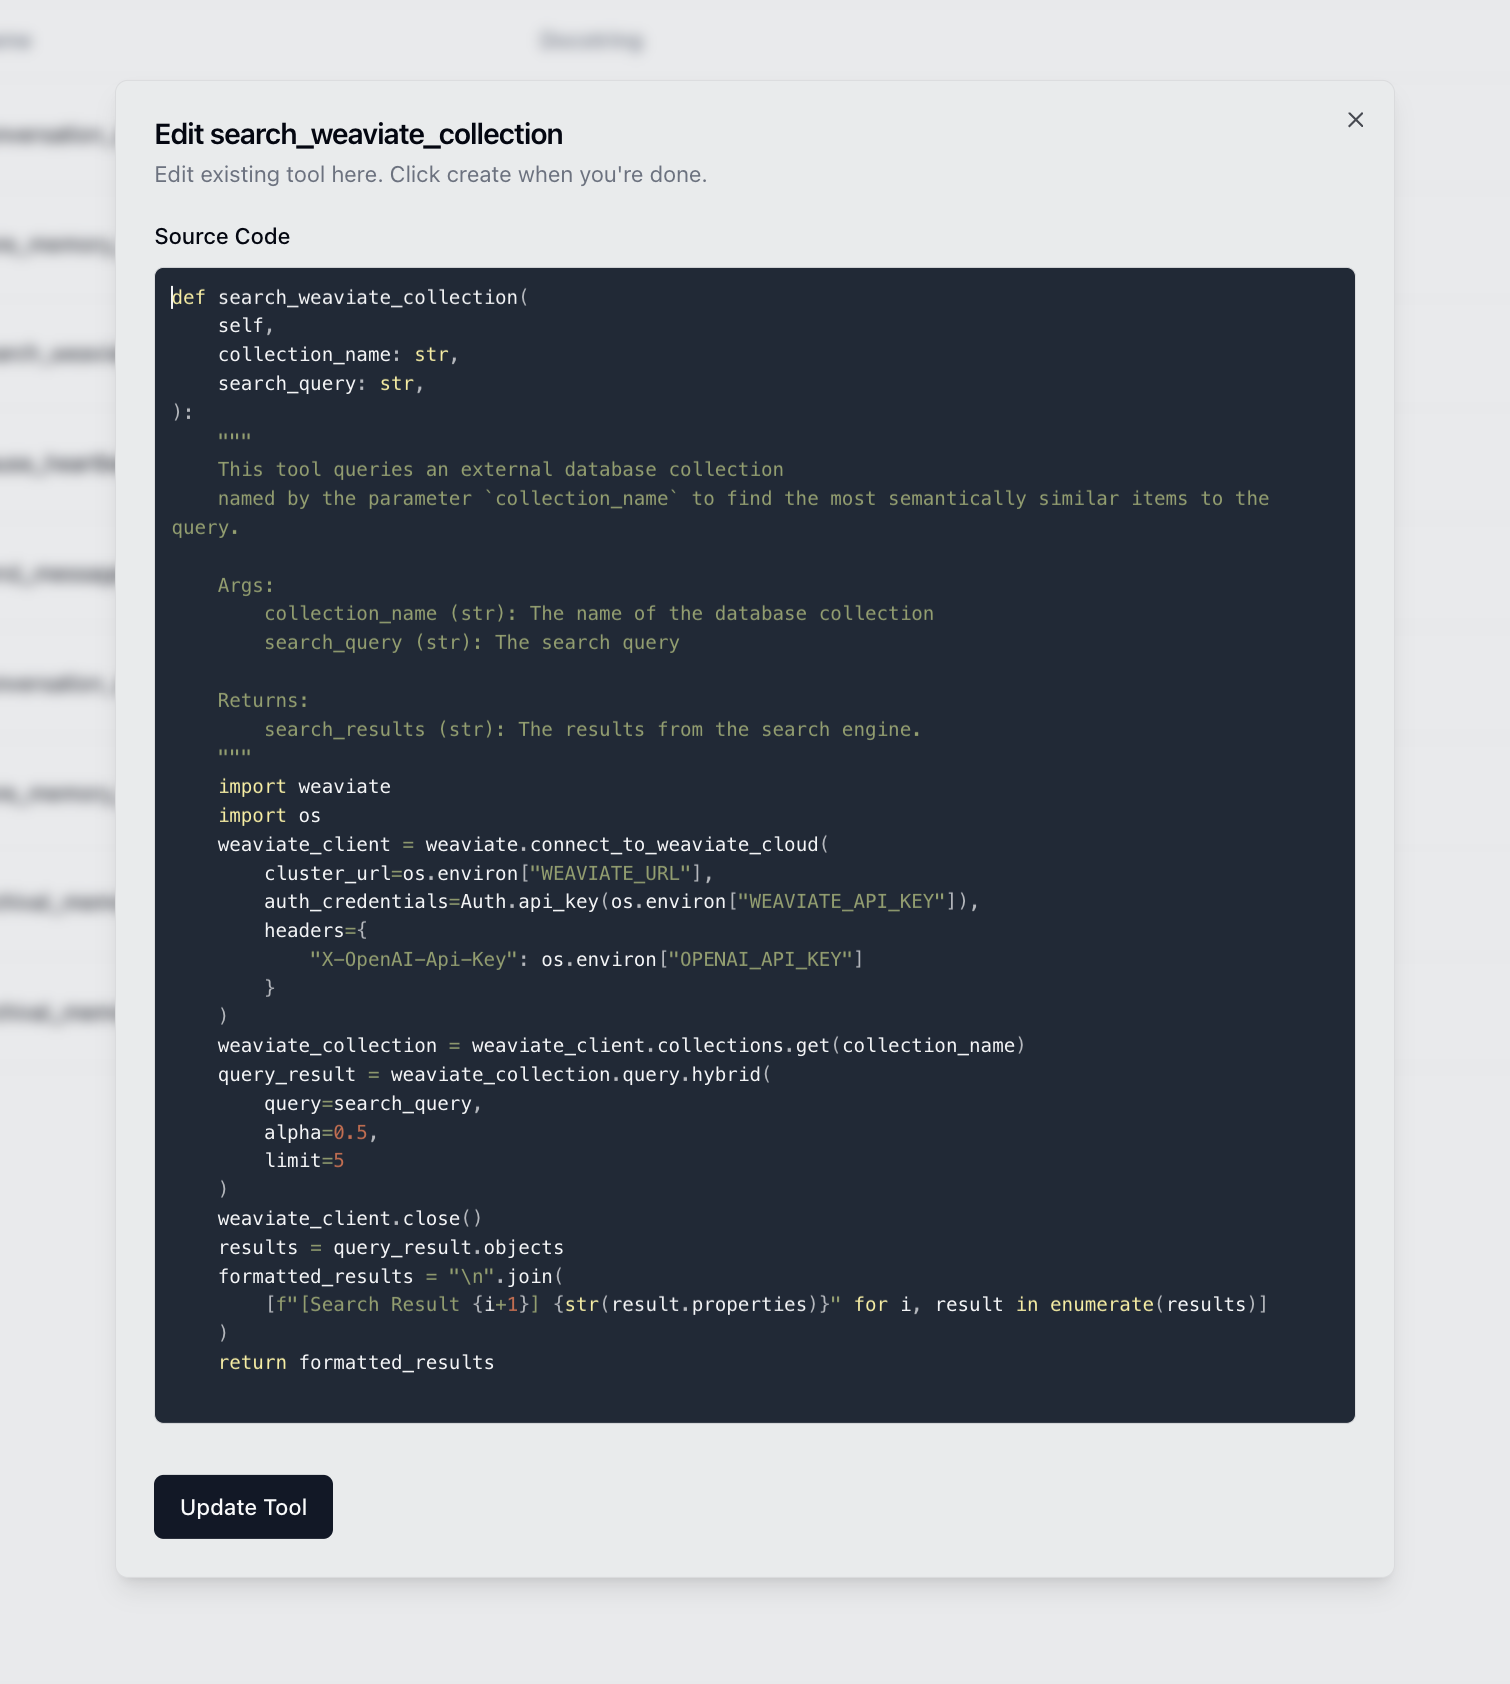 Edit search_weaviate_collection
Edit existing tool here. Click create when you're done.
Source Code
def search_weaviate_collection(
    self,
    collection_name: str,
    search_query: str,
):
    """
    This tool queries an external database collection
    named by the parameter `collection_name` to find the most semantically similar items to the
query.

    Args:
        collection_name (str): The name of the database collection
        search_query (str): The search query

    Returns:
        search_results (str): The results from the search engine.
    """
    import weaviate
    import os
    weaviate_client = weaviate.connect_to_weaviate_cloud(
        cluster_url=os.environ["WEAVIATE_URL"],
        auth_credentials=Auth.api_key(os.environ["WEAVIATE_API_KEY"]),
        headers={
            "X-OpenAI-Api-Key": os.environ["OPENAI_API_KEY"]
        }
    )
    weaviate_collection = weaviate_client.collections.get(collection_name)
    query_result = weaviate_collection.query.hybrid(
        query=search_query,
        alpha=0.5,
        limit=5
    )
    weaviate_client.close()
    results = query_result.objects
    formatted_results = "\n".join(
        [f"[Search Result {i+1}] {str(result.properties)}" for i, result in enumerate(results)]
    )
    return formatted_results
Update Tool